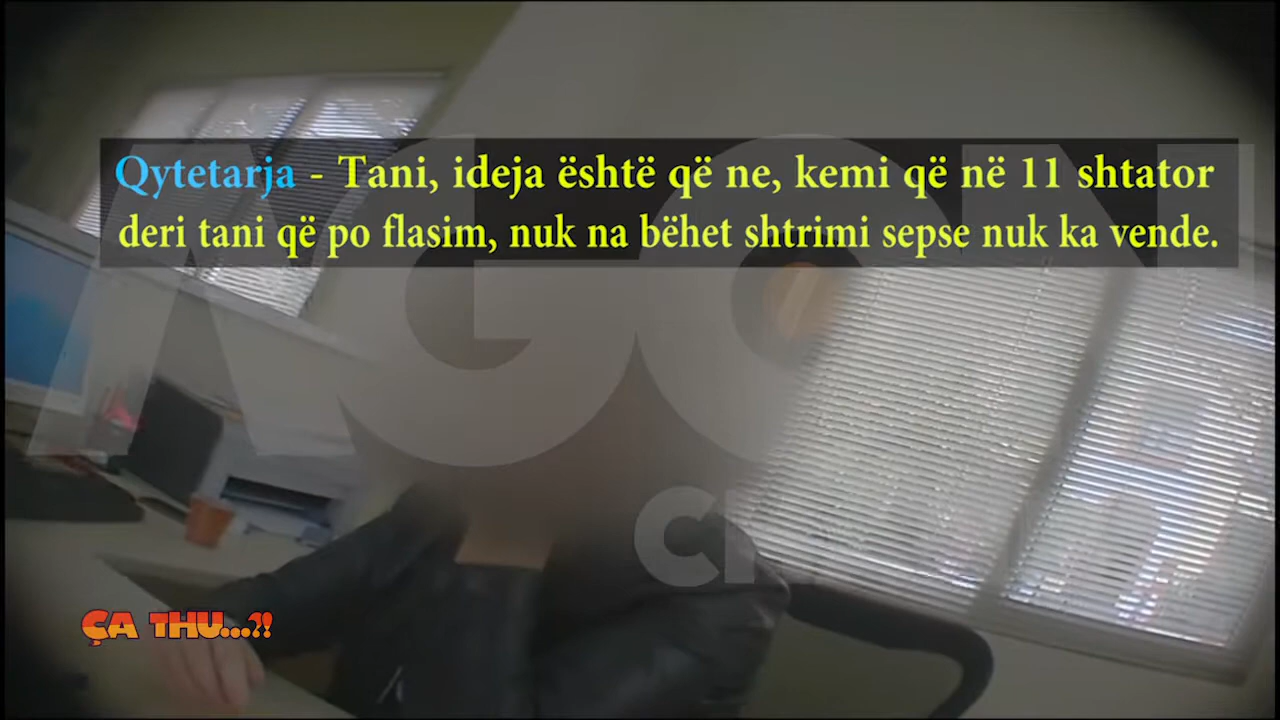 Qytetarja - Tani, ideja është që ne, kemi që në 11 shtator
deri tani që po flasim, nuk na bëhet shtrimi sepse nuk ka vende.
AGON
ÇA THU...?!